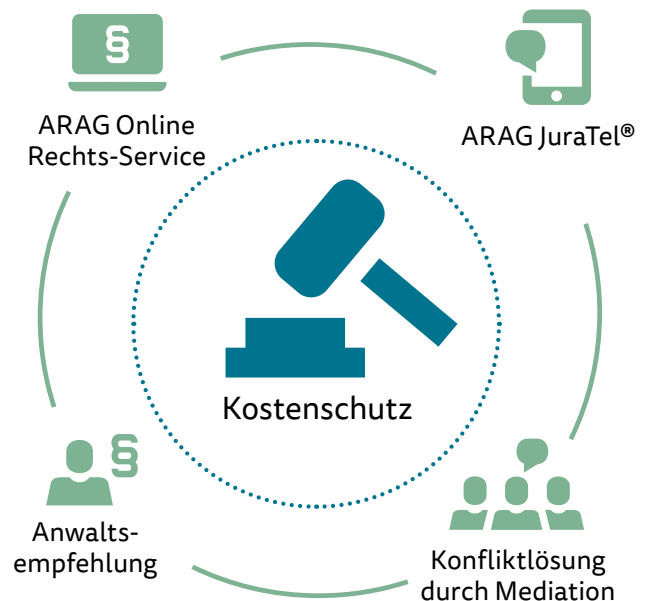 §
ARAG Online
Rechts-Service
ARAG JuraTel®
Kostenschutz
§
Anwalts-
empfehlung
Konfliktlösung
durch Mediation